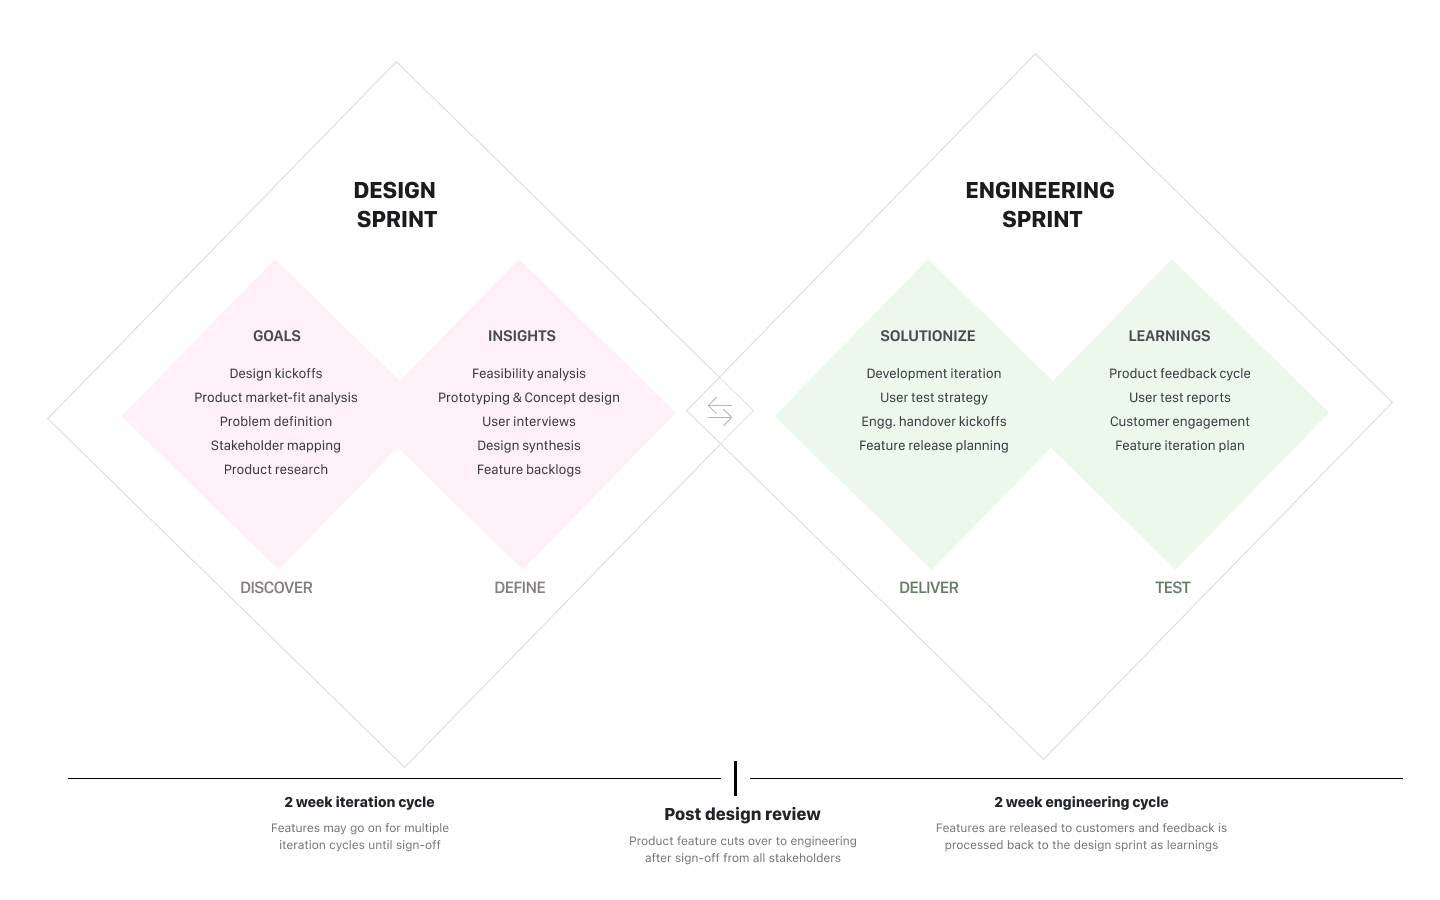 DESIGN
SPRINT
GOALS
Design kickoffs
Product market-fit analysis
Problem definition
Stakeholder mapping
Product research
DISCOVER
INSIGHTS
Feasibility analysis
Prototyping & Concept design
User interviews
Design synthesis
Feature backlogs
DEFINE
ENGINEERING
SPRINT
SOLUTIONIZE
Development iteration
User test strategy
Engg. handover kickoffs
Feature release planning
DELIVER
LEARNINGS
Product feedback cycle
User test reports
Customer engagement
Feature iteration plan
TEST
2 week iteration cycle
Features may go on for multiple
iteration cycles until sign-off
Post design review
Product feature cuts over to engineering
after sign-off from all stakeholders
2 week engineering cycle
Features are released to customers and feedback is
processed back to the design sprint as learnings